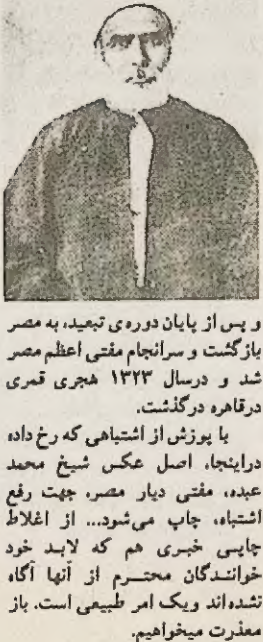 و پس از پایان دوره‌ی تبعید، به مصر
بازگشت و سرانجام مفتی اعظم مصر
شد و درسال ۱۳۲۳ هجری قمری
درقاهره درگذشت.
با پوزش از اشتباهی که رخ داده
دراینجا، اصل عکس شیخ محمد
عبده، مفتی دیار مصر، جهت رفع
اشتباه، چاپ می‌شود... از اغلاط
چاپی خبری هم که لابد خود
خوانندگان محترم از آنها آگاه
نشده‌اند ویک امر طبیعی است. باز
معذرت میخواهیم.